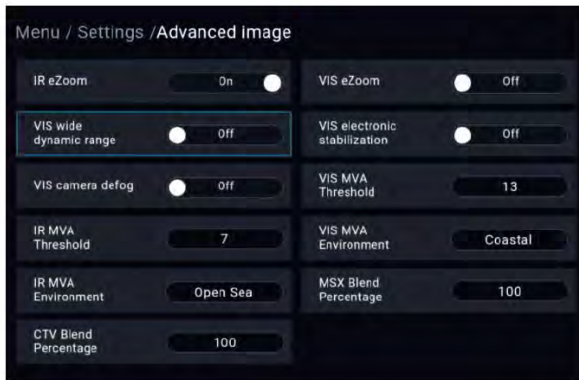 Menu / Settings /Advanced image
IR eZoom
On
VIS eZoom
Off
VIS wide
dynamic range
Off
VIS electronic
stabilization
Off
VIS camera defog
Off
VIS MVA
Threshold
13
IR MVA
Threshold
7
VIS MVA
Environment
Coastal
IR MVA
Environment
Open Sea
MSX Blend
Percentage
100
CTV Blend
Percentage
100